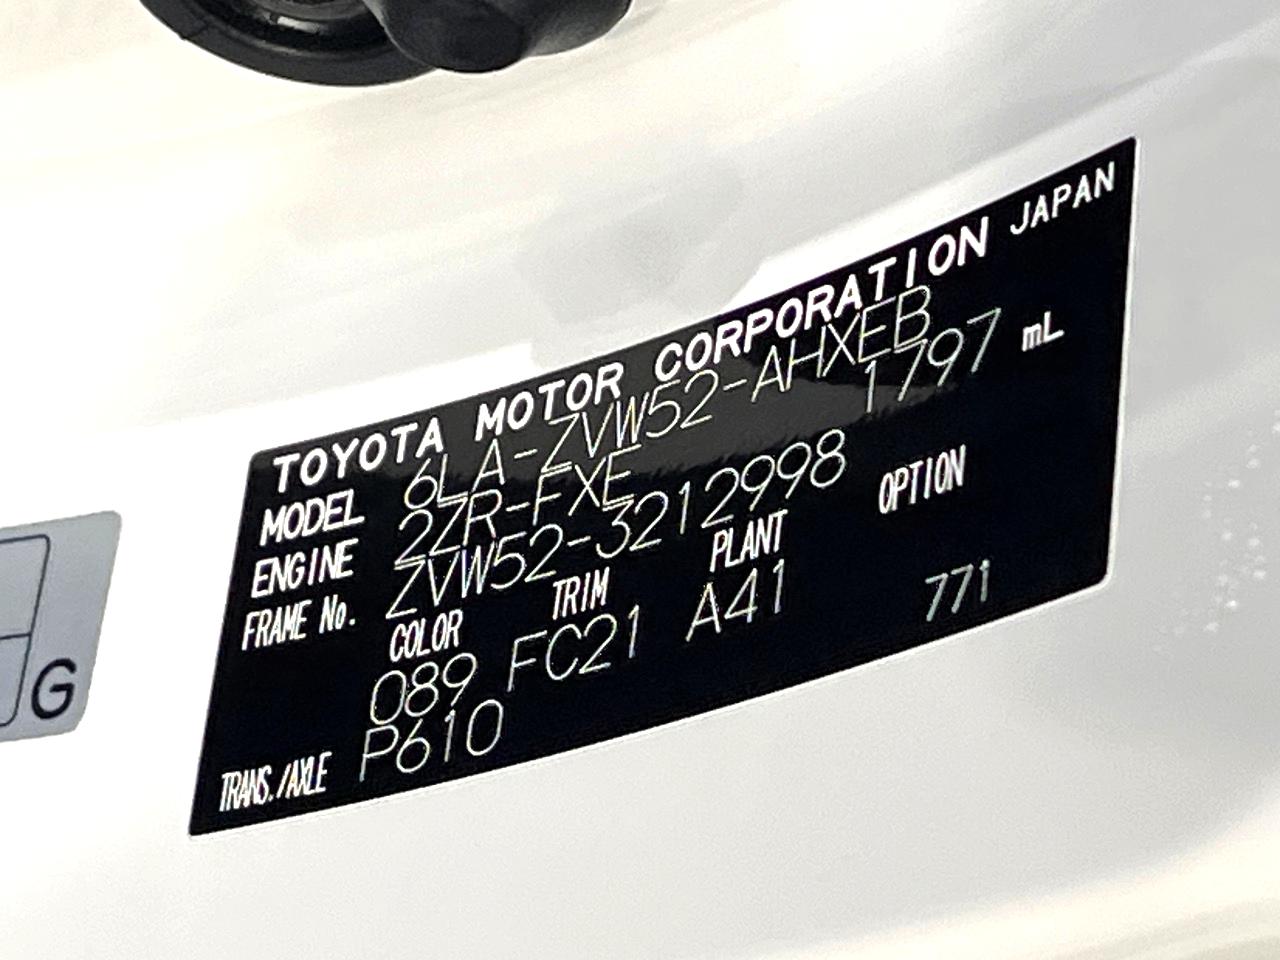 TOYOTA MOTOR CORPORATION JAPAN
MODEL 6LA-ZVW52-AHXEB
ENGINE 2ZR-FXE 1797 mL
FRAME No. ZVW52-3212998
COLOR TRIM PLANT OPTION
089 FC21 A41 771
TRANS./AXLE P610
G